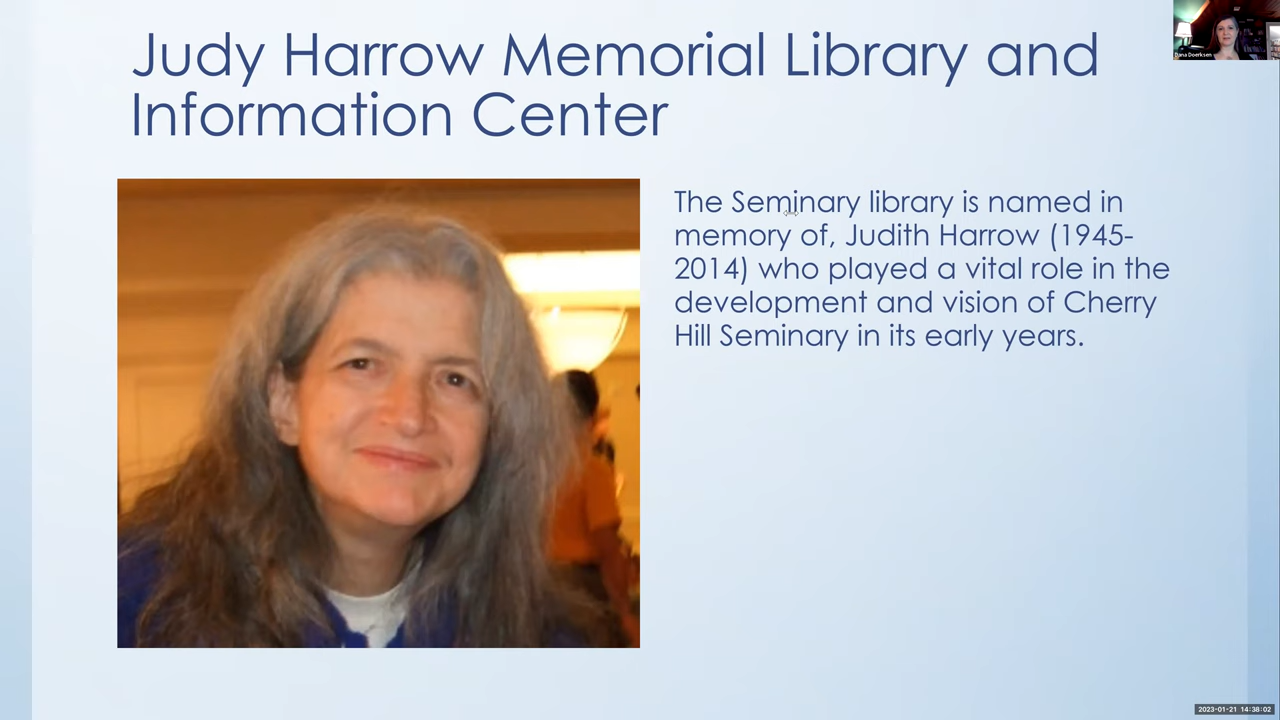 Judy Harrow Memorial Library and
Information Center
Dana Doerksen
The Seminary library is named in
memory of, Judith Harrow (1945-
2014) who played a vital role in the
development and vision of Cherry
Hill Seminary in its early years.
2023-01-21 14:38:02